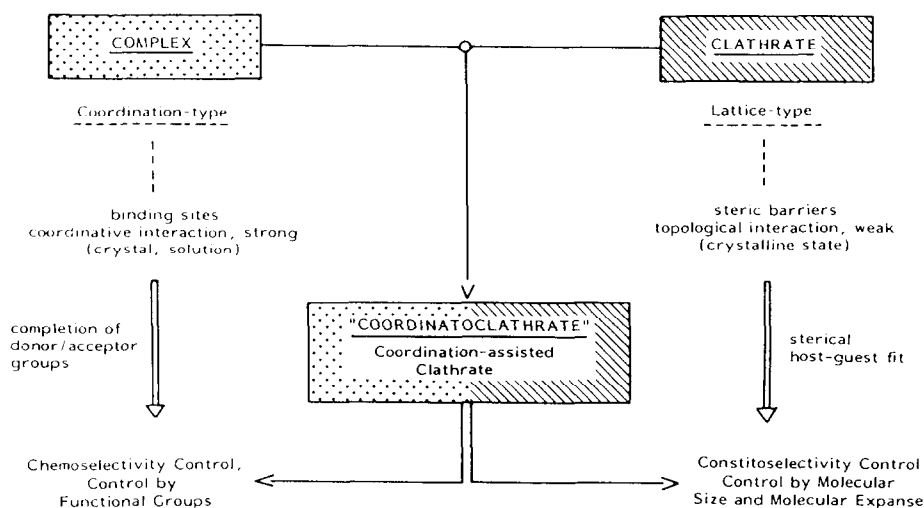 COMPLEX
CLATHRATE
Coordination-type
Lattice-type
binding sites
coordinative interaction, strong
(crystal, solution)
steric barriers
topological interaction, weak
(crystalline state)
completion of
donor/acceptor
groups
"COORDINATOCLATHRATE"
Coordination-assisted
Clathrate
sterical
host-guest fit
Chemoselectivity Control,
Control by
Functional Groups
Constitoselectivity Control
Control by Molecular
Size and Molecular Expanse